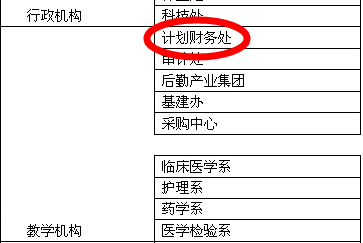 行政机构
科技处
计划财务处
审计处
后勤产业集团
基建办
采购中心
临床医学系
护理系
药学系
教学机构
医学检验系